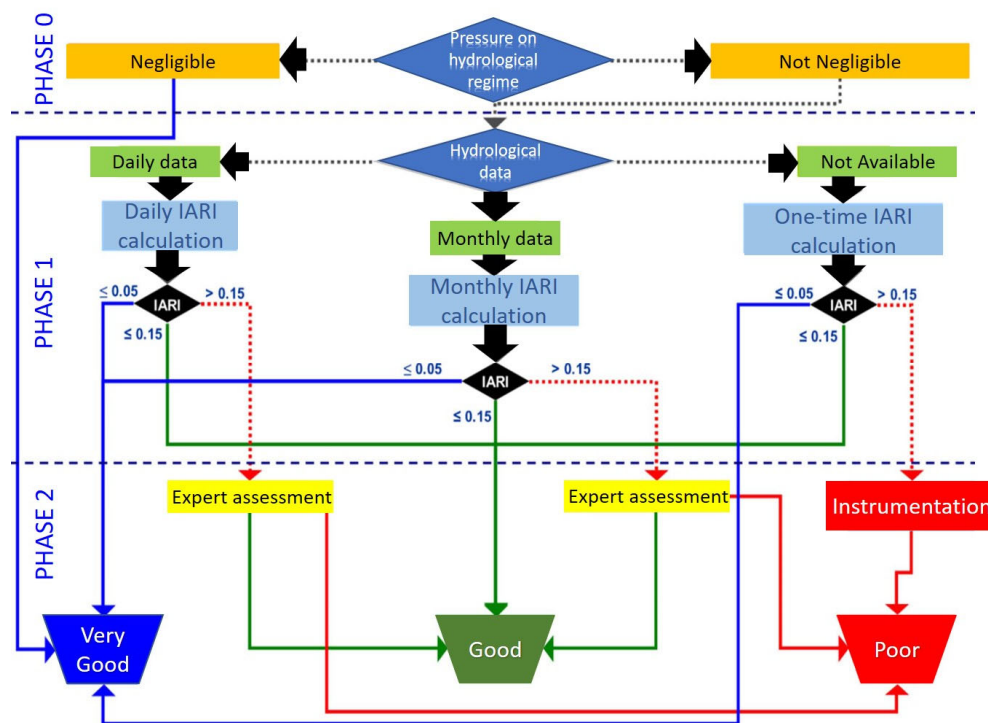 PHASE 0
Pressure on
hydrological
regime
Negligible
Not Negligible
PHASE 1
Hydrological
data
Daily data
Not Available
Daily IARI
calculation
Monthly data
One-time IARI
calculation
Monthly IARI
calculation
≤ 0.05
IARI
> 0.15
≤ 0.15
≤ 0.05
IARI
> 0.15
≤ 0.15
≤ 0.05
IARI
> 0.15
≤ 0.15
PHASE 2
Expert assessment
Expert assessment
Instrumentation
Very
Good
Good
Poor